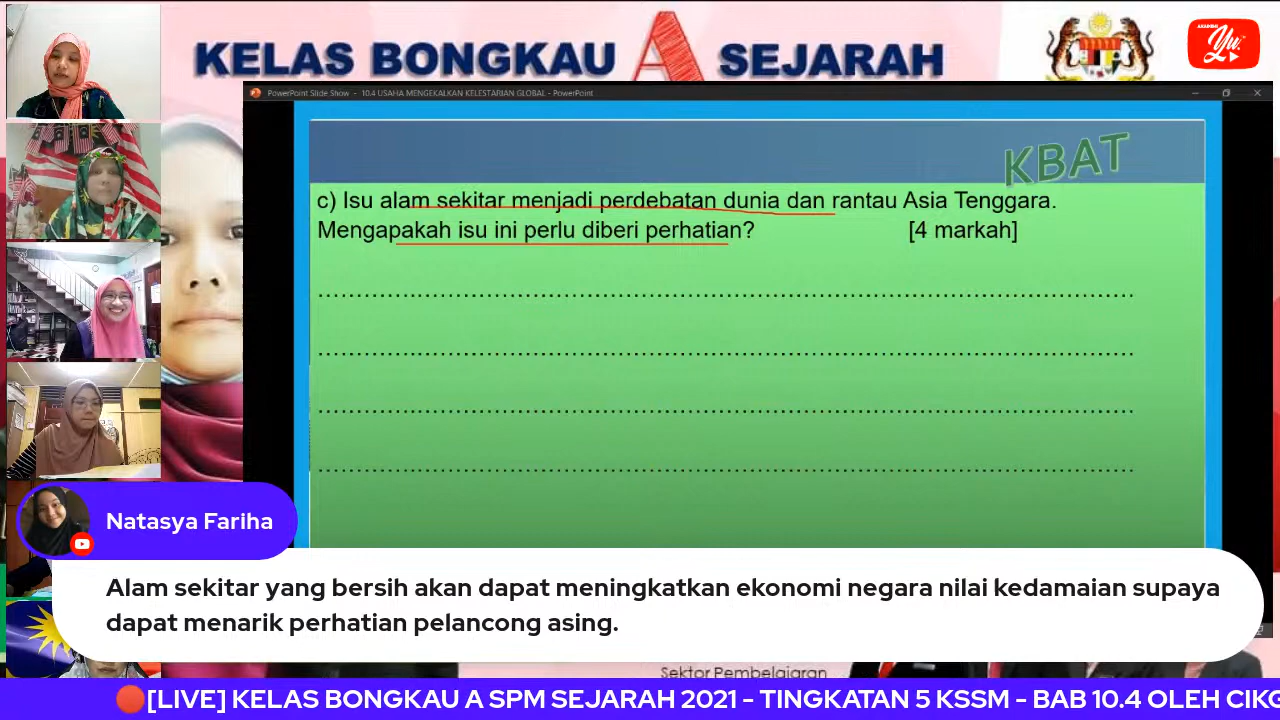 KELAS BONGKAU A SEJARAH
AKADEMI
Yu
PowerPoint Slide Show - 10.4 USAHA MENGEKALKAN KELESTARIAN GLOBAL - PowerPoint
KBAT
c) Isu alam sekitar menjadi perdebatan dunia dan rantau Asia Tenggara.
Mengapakah isu ini perlu diberi perhatian? [4 markah]
Natasya Fariha
Alam sekitar yang bersih akan dapat meningkatkan ekonomi negara nilai kedamaian supaya
dapat menarik perhatian pelancong asing.
Sektor Pembelajaran
[LIVE] KELAS BONGKAU A SPM SEJARAH 2021 - TINGKATAN 5 KSSM - BAB 10.4 OLEH